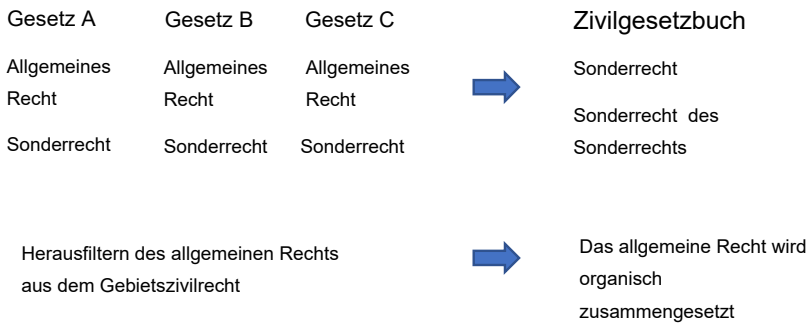 Gesetz A Gesetz B Gesetz C Zivilgesetzbuch
Allgemeines Allgemeines Allgemeines Sonderrecht
Recht Recht Recht
Sonderrecht des
Sonderrecht Sonderrecht Sonderrecht Sonderrechts
Herausfiltern des allgemeinen Rechts
aus dem Gebietszivilrecht
Das allgemeine Recht wird
organisch
zusammengesetzt